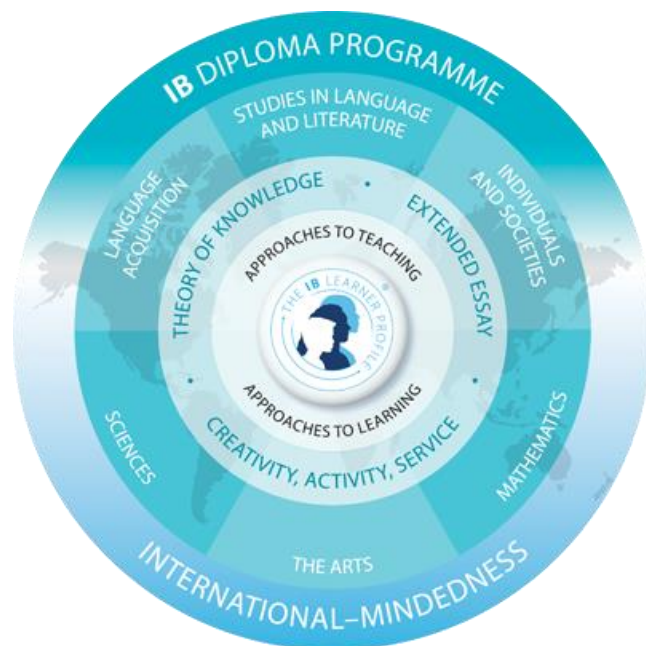 IB DIPLOMA PROGRAMME
STUDIES IN LANGUAGE
AND LITERATURE
LANGUAGE
ACQUISITION
INDIVIDUALS
AND SOCIETIES
THEORY OF KNOWLEDGE
•
EXTENDED ESSAY
APPROACHES TO TEACHING
• THE IB LEARNER PROFILE •
®
APPROACHES TO LEARNING
•
•
CREATIVITY, ACTIVITY, SERVICE
SCIENCES
MATHEMATICS
THE ARTS
INTERNATIONAL–MINDEDNESS